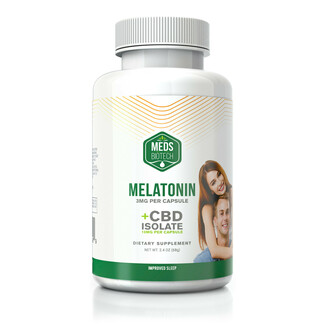 MEDS
BIOTECH
MELATONIN
3MG PER CAPSULE
+CBD
ISOLATE
DIETARY SUPPLEMENT
IMPROVED SLEEP